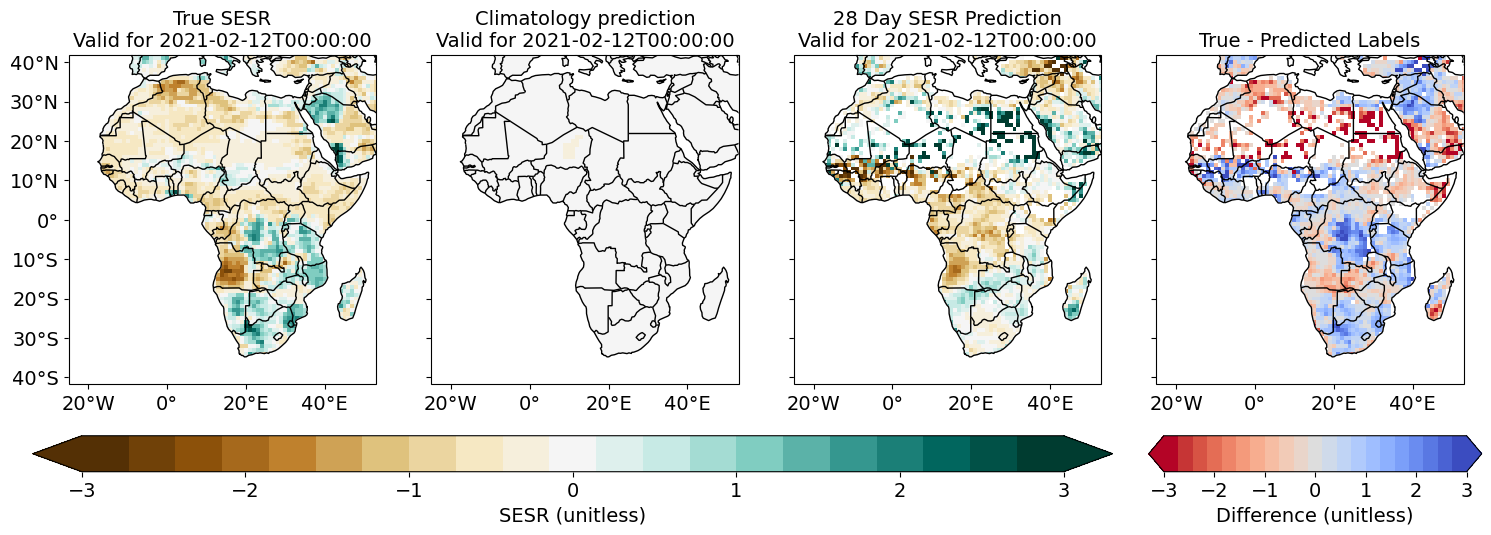 True SESR
Valid for 2021-02-12T00:00:00
Climatology prediction
Valid for 2021-02-12T00:00:00
28 Day SESR Prediction
Valid for 2021-02-12T00:00:00
True - Predicted Labels
40°N
30°N
20°N
10°N
0°
10°S
20°S
30°S
40°S
20°W 0° 20°E 40°E
20°W 0° 20°E 40°E
20°W 0° 20°E 40°E
20°W 0° 20°E 40°E
−3 −2 −1 0 1 2 3
SESR (unitless)
−3 −2 −1 0 1 2 3
Difference (unitless)